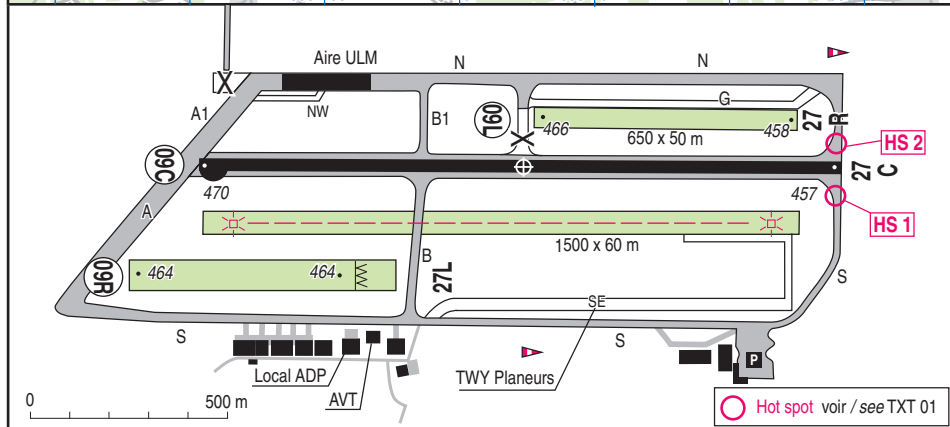 Aire ULM
N
N
X
A1
NW
B1
09L
X
G
466
458
27
R
650 x 50 m
HS 2
09C
27
C
470
457
HS 1
A
1500 x 60 m
09R
464
464
B
27L
S
SE
S
S
P
Local ADP
AVT
TWY Planeurs
0
500 m
Hot spot voir / see TXT 01